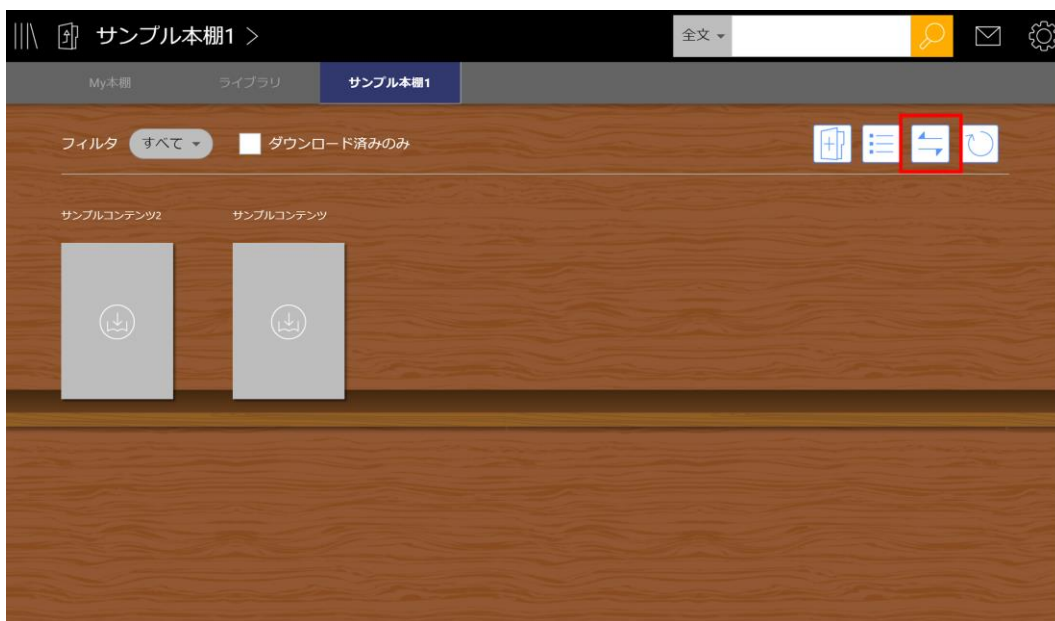 サンプル本棚1 >
全文
My本棚
ライブラリ
サンプル本棚1
フィルタ すべて ダウンロード済みのみ
サンプルコンテンツ2
サンプルコンテンツ